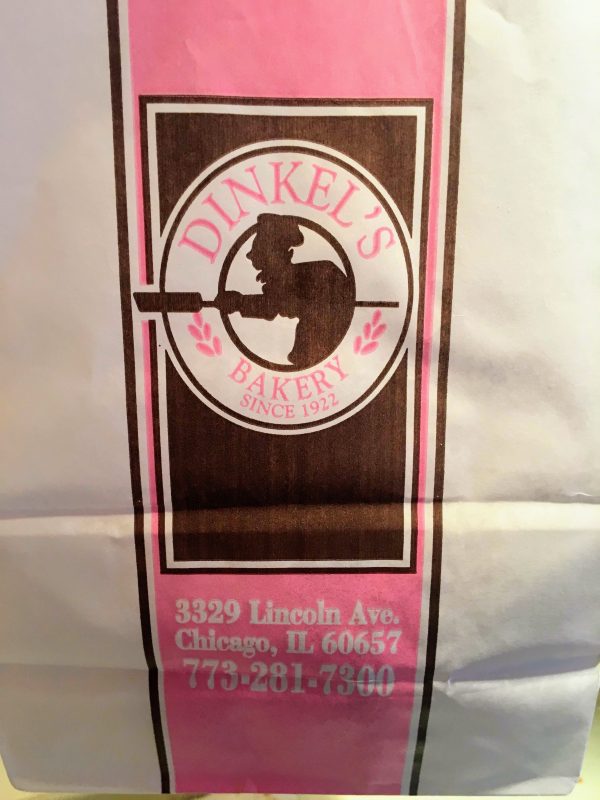 DINKEL'S
BAKERY
SINCE 1922
3329 Lincoln Ave.
Chicago, IL 60657
773-281-7300